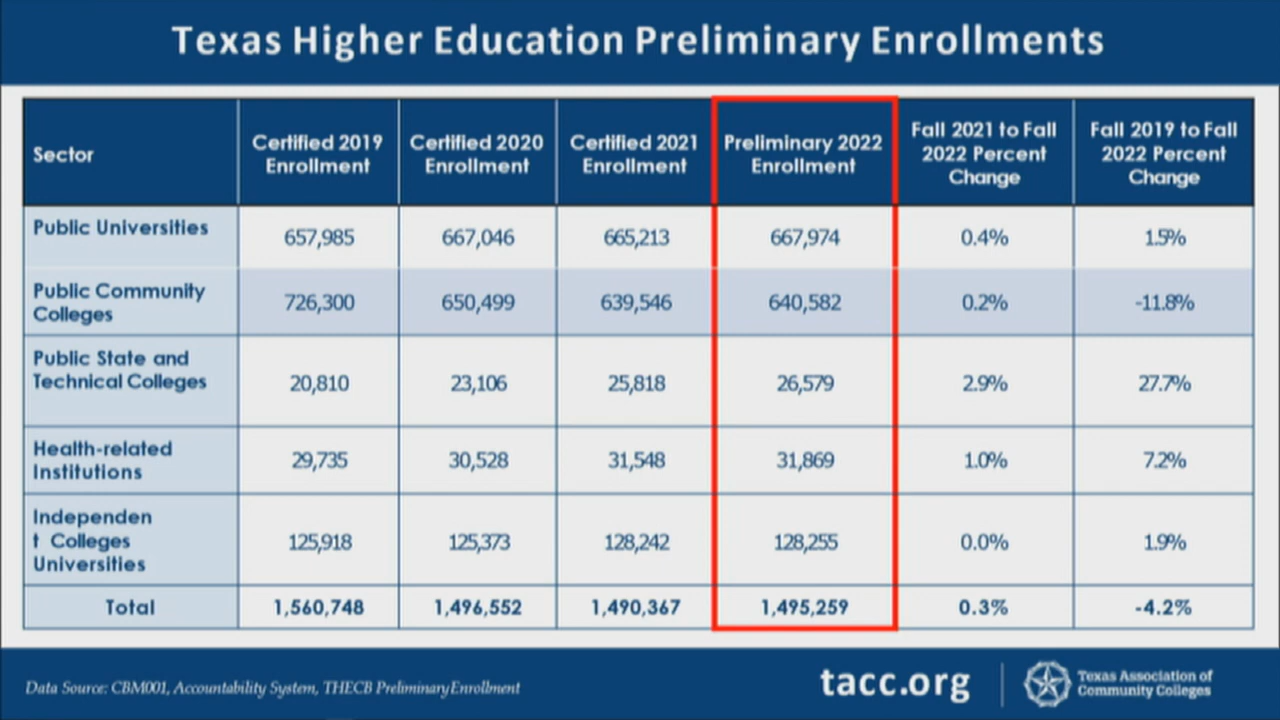 Texas Higher Education Preliminary Enrollments
Sector
Certified 2019
Enrollment
Certified 2020
Enrollment
Certified 2021
Enrollment
Preliminary 2022
Enrollment
Fall 2021 to Fall
2022 Percent
Change
Fall 2019 to Fall
2022 Percent
Change
Public Universities
657,985
667,046
665,213
667,974
0.4%
1.5%
Public Community
Colleges
726,300
650,499
639,546
640,582
0.2%
-11.8%
Public State and
Technical Colleges
20,810
23,106
25,818
26,579
2.9%
27.7%
Health-related
Institutions
29,735
30,528
31,548
31,869
1.0%
7.2%
Independen
t Colleges
Universities
125,918
125,373
128,242
128,255
0.0%
1.9%
Total
1,560,748
1,496,552
1,490,367
1,495,259
0.3%
-4.2%
Data Source: CBM001, Accountability System, THECB Preliminary Enrollment
tacc.org
Texas Association of
Community Colleges